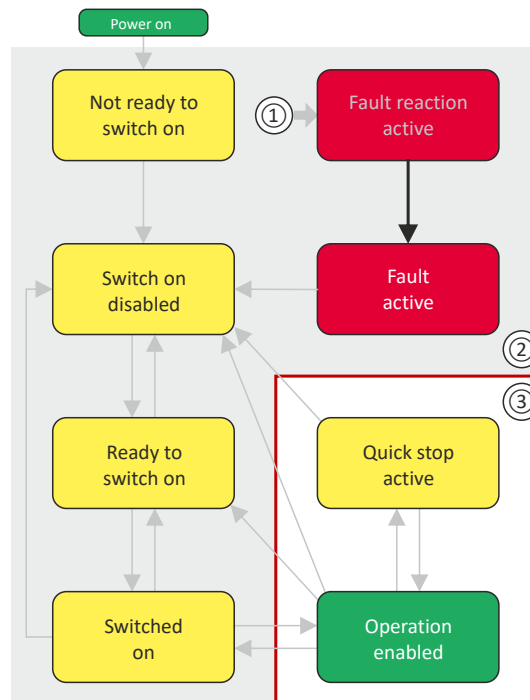 Power on
Not ready to
switch on
①
Fault reaction
active
Switch on
disabled
Fault
active
②
③
Ready to
switch on
Quick stop
active
Switched
on
Operation
enabled